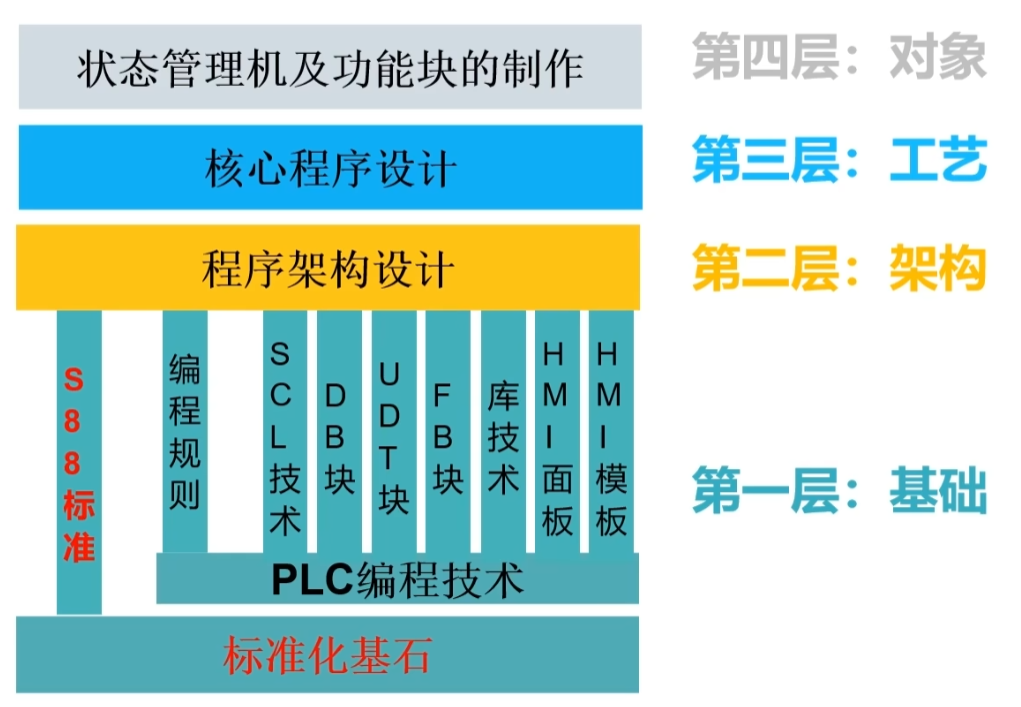 状态管理机及功能块的制作
第四层：对象
核心程序设计
第三层：工艺
程序架构设计
第二层：架构
S88标准
编程规则
SCL技术
DB块
UDT块
FB块
库技术
HMI面板
HMI模板
第一层：基础
PLC编程技术
标准化基石